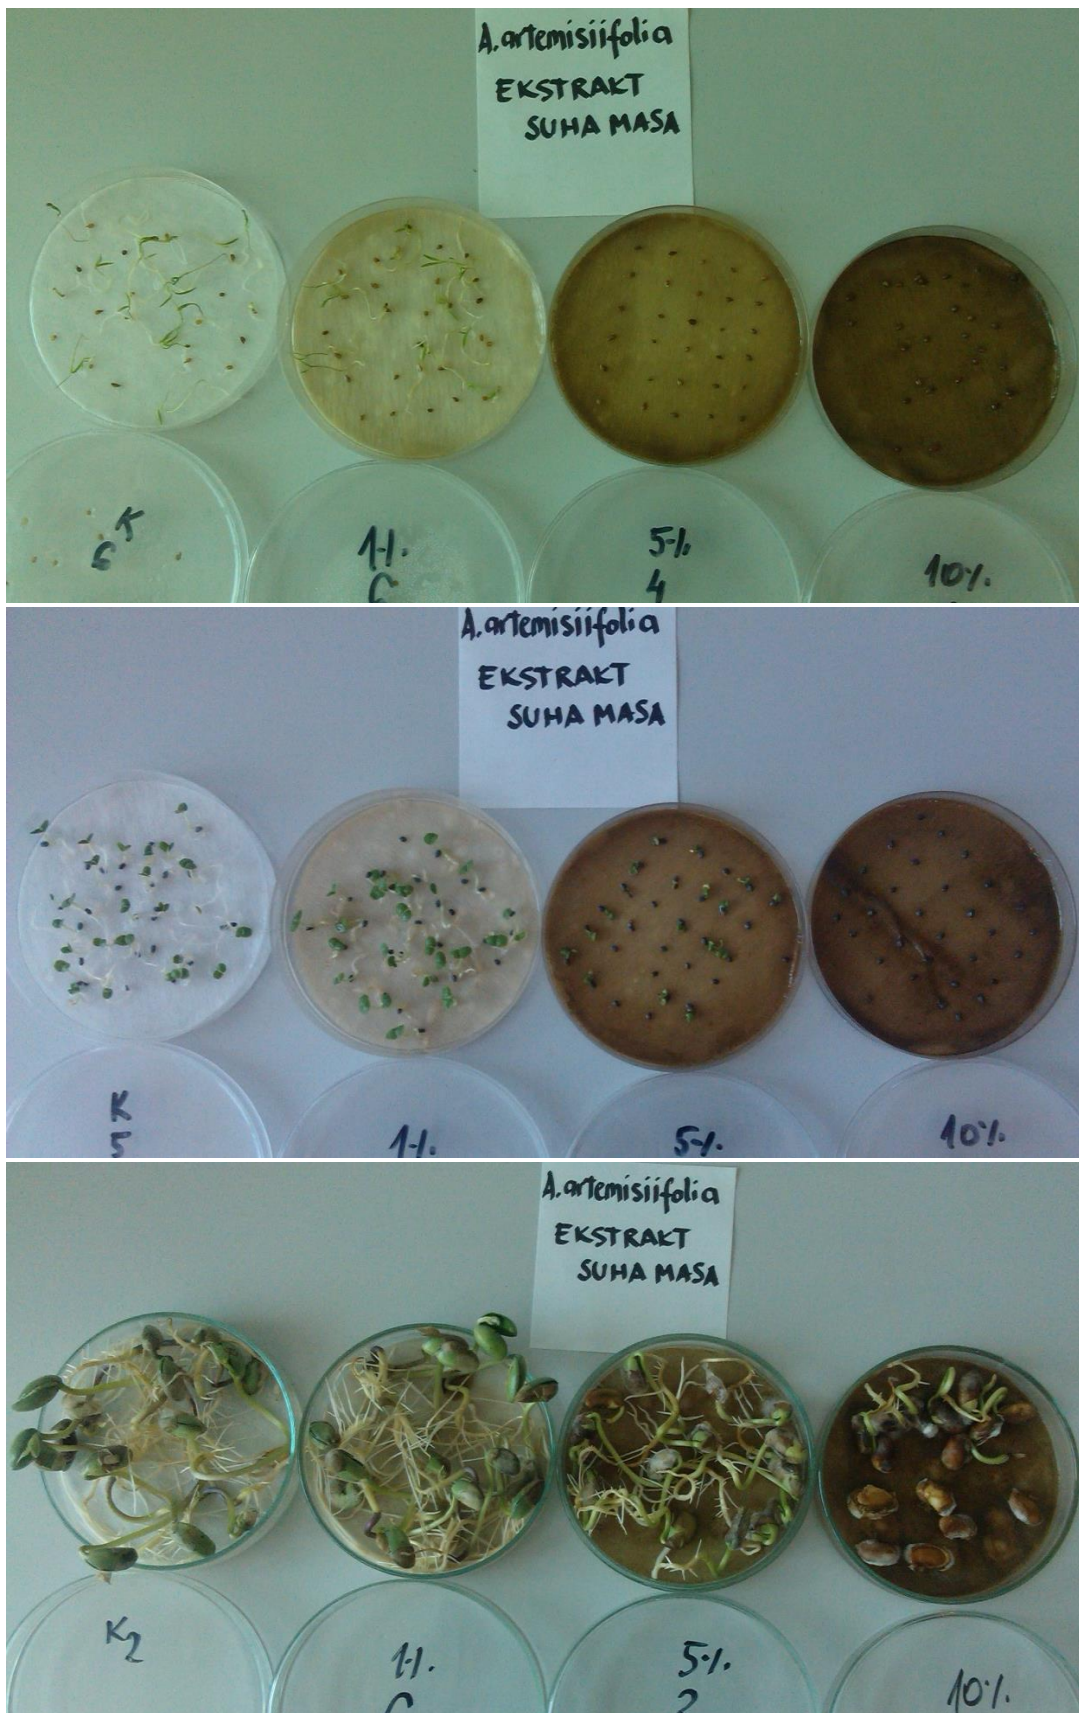 A. artemisiifolia
EKSTRAKT
SUHA MASA
K
6
1%.
5%.
4
10%.
A. artemisiifolia
EKSTRAKT
SUHA MASA
K
5
1%.
5%.
10%.
A. artemisiifolia
EKSTRAKT
SUHA MASA
K2
1%.
5%.
2
10%.